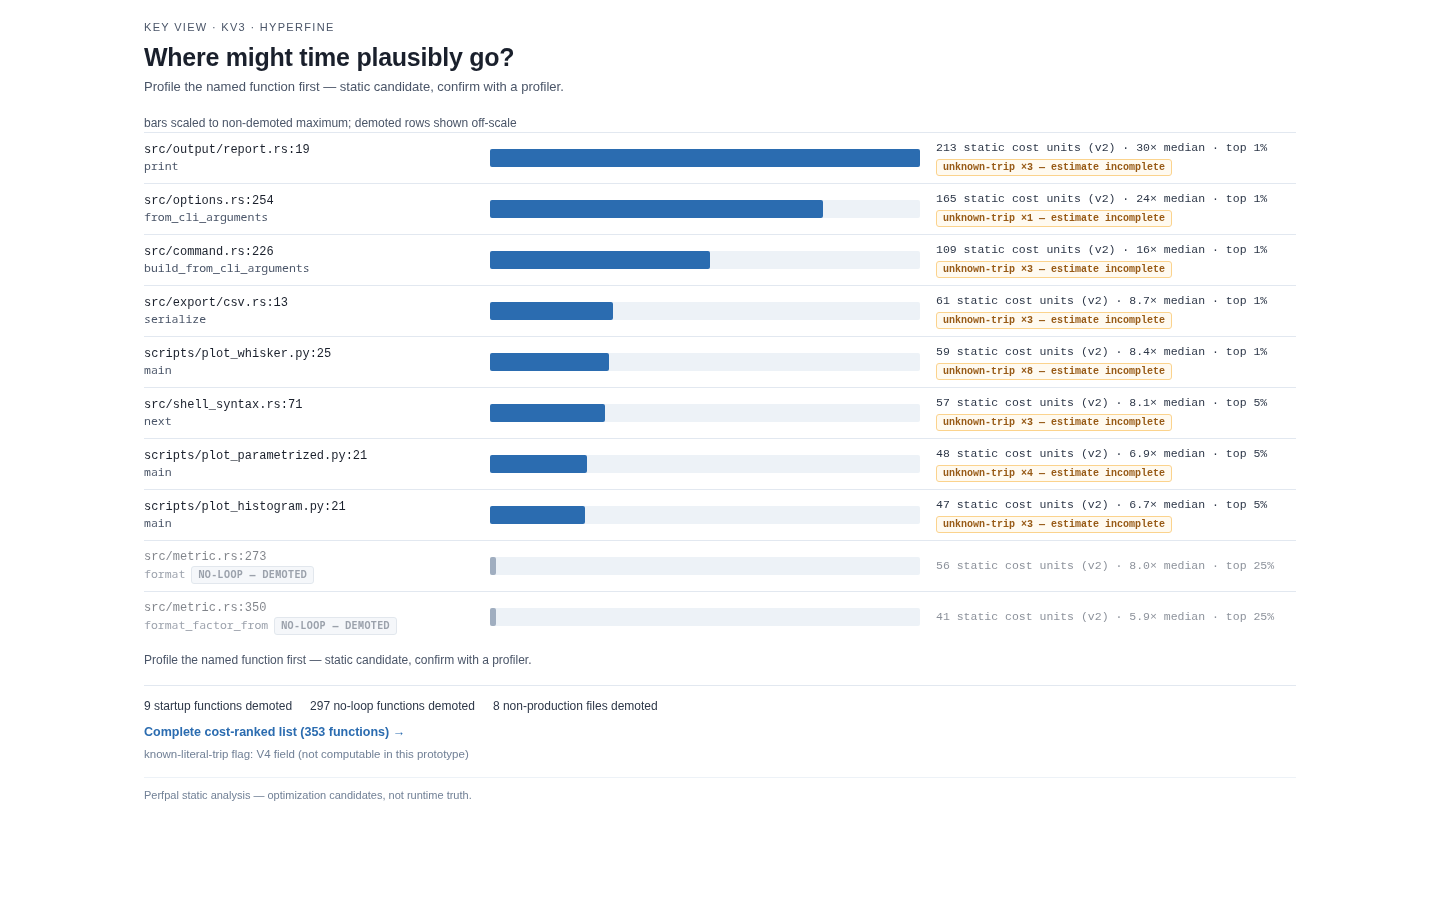 KEY VIEW · KV3 · HYPERFINE
Where might time plausibly go?
Profile the named function first — static candidate, confirm with a profiler.
bars scaled to non-demoted maximum; demoted rows shown off-scale
src/output/report.rs:19
print
213 static cost units (v2) · 30× median · top 1%
unknown-trip ×3 — estimate incomplete
src/options.rs:254
from_cli_arguments
165 static cost units (v2) · 24× median · top 1%
unknown-trip ×1 — estimate incomplete
src/command.rs:226
build_from_cli_arguments
109 static cost units (v2) · 16× median · top 1%
unknown-trip ×3 — estimate incomplete
src/export/csv.rs:13
serialize
61 static cost units (v2) · 8.7× median · top 1%
unknown-trip ×3 — estimate incomplete
scripts/plot_whisker.py:25
main
59 static cost units (v2) · 8.4× median · top 1%
unknown-trip ×8 — estimate incomplete
src/shell_syntax.rs:71
next
57 static cost units (v2) · 8.1× median · top 5%
unknown-trip ×3 — estimate incomplete
scripts/plot_parametrized.py:21
main
48 static cost units (v2) · 6.9× median · top 5%
unknown-trip ×4 — estimate incomplete
scripts/plot_histogram.py:21
main
47 static cost units (v2) · 6.7× median · top 5%
unknown-trip ×3 — estimate incomplete
src/metric.rs:273
format NO-LOOP — DEMOTED
56 static cost units (v2) · 8.0× median · top 25%
src/metric.rs:350
format_factor_from NO-LOOP — DEMOTED
41 static cost units (v2) · 5.9× median · top 25%
Profile the named function first — static candidate, confirm with a profiler.
9 startup functions demoted 297 no-loop functions demoted 8 non-production files demoted
Complete cost-ranked list (353 functions) →
known-literal-trip flag: V4 field (not computable in this prototype)
Perfpal static analysis — optimization candidates, not runtime truth.